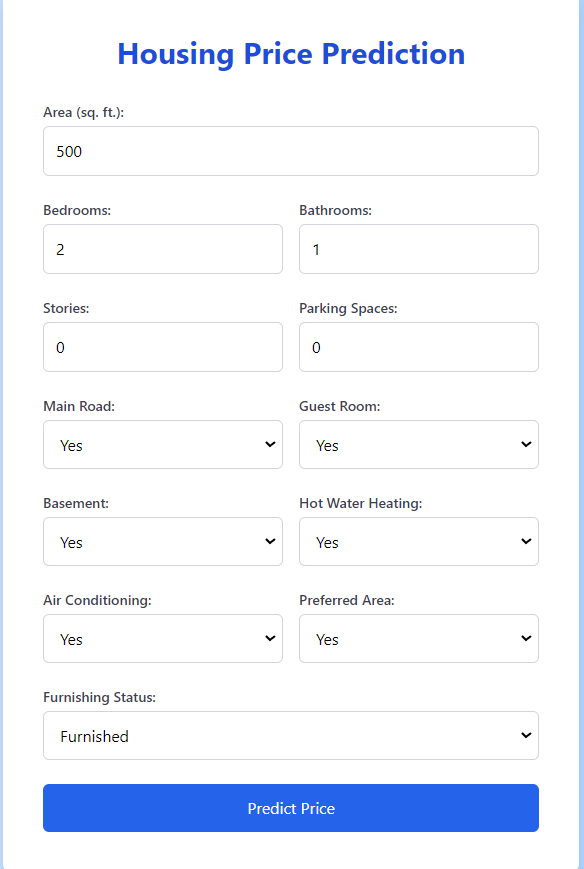 Housing Price Prediction
Area (sq. ft.):
500
Bedrooms: Bathrooms:
2 1
Stories: Parking Spaces:
0 0
Main Road: Guest Room:
Yes Yes
Basement: Hot Water Heating:
Yes Yes
Air Conditioning: Preferred Area:
Yes Yes
Furnishing Status:
Furnished
Predict Price